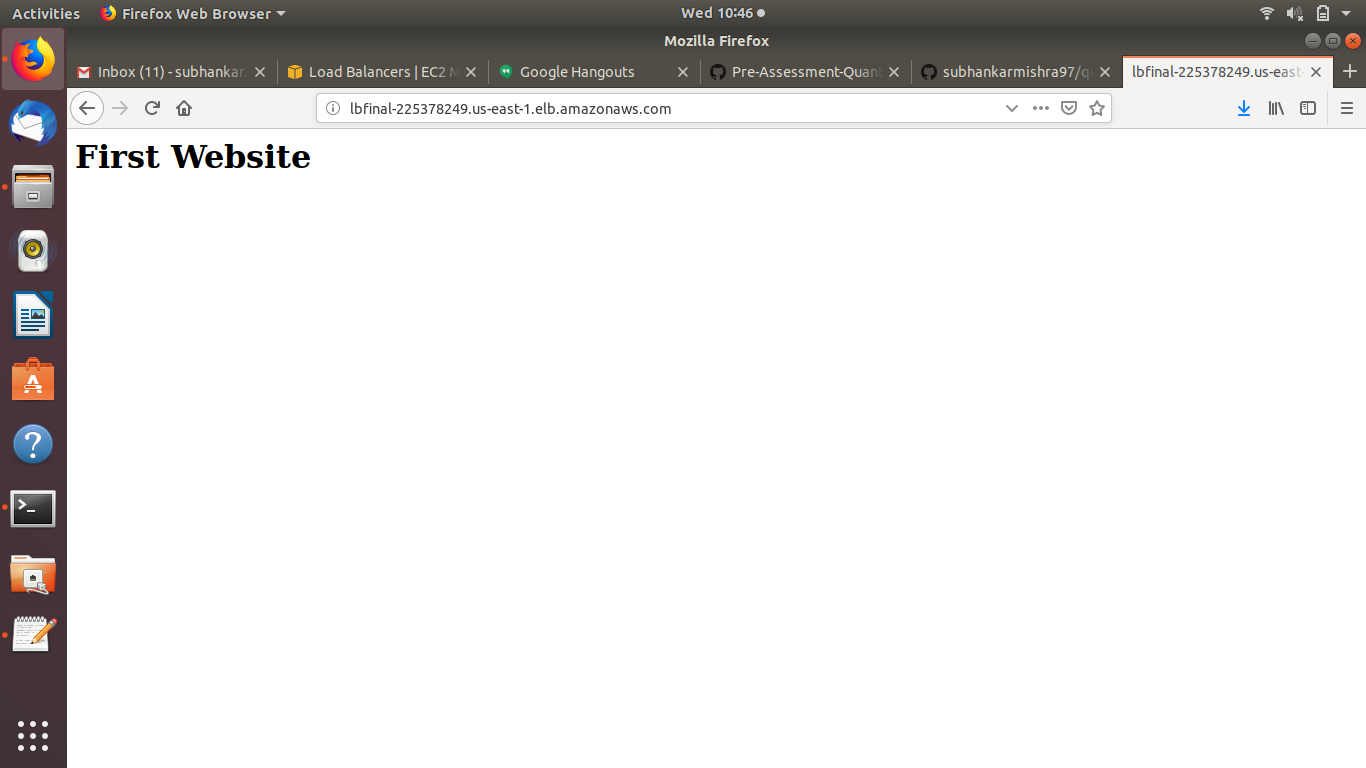 Activities Firefox Web Browser Wed 10:46
Mozilla Firefox
Inbox (11) - subhankar. Load Balancers | EC2 M Google Hangouts Pre-Assessment-Quant subhankarmishra97/q lbfinal-225378249.us-east-
lbfinal-225378249.us-east-1.elb.amazonaws.com
First Website